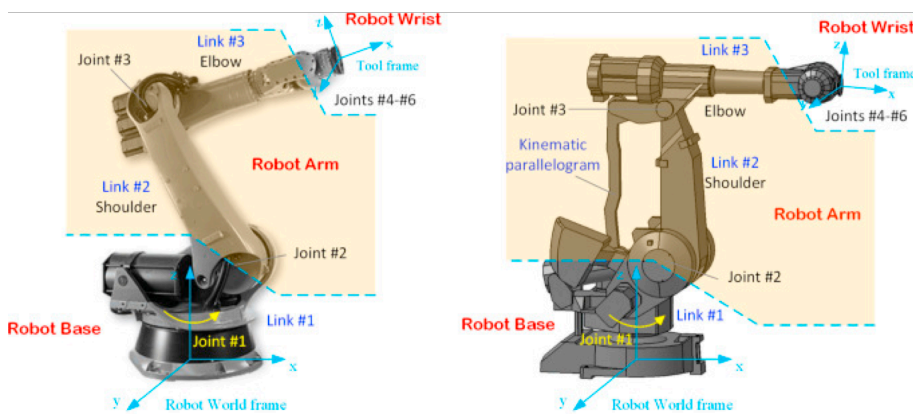 Robot Wrist
z
x
Link #3
Elbow
Joint #3
Tool frame
Joints #4-#6
Robot Arm
Link #2
Shoulder
Joint #2
z
Robot Base
Link #1
Joint #1
x
y
Robot World frame
Robot Wrist
z
Link #3
Tool frame
x
Joint #3
Elbow
Joints #4-#6
Kinematic
parallelogram
Link #2
Shoulder
Robot Arm
Joint #2
z
Robot Base
Link #1
Joint #1
x
y
Robot World frame